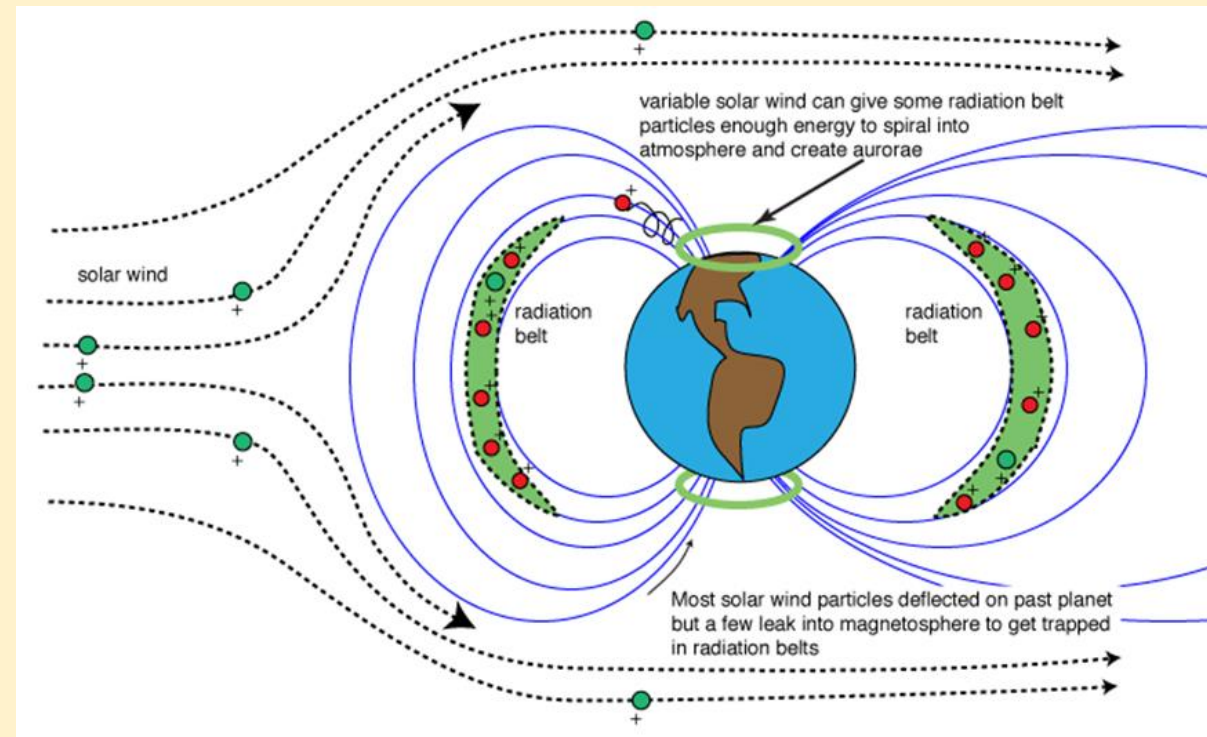 variable solar wind can give some radiation belt
particles enough energy to spiral into
atmosphere and create aurorae
solar wind
radiation
belt
radiation
belt
Most solar wind particles deflected on past planet
but a few leak into magnetosphere to get trapped
in radiation belts